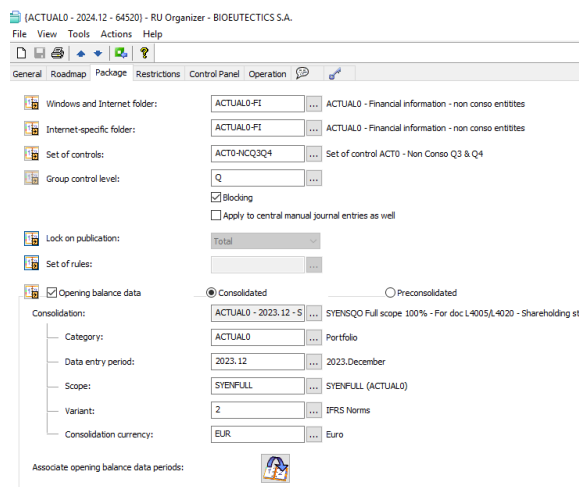 (ACTUAL0 - 2024.12 - 64520) - RU Organizer - BIOEUTECTICS S.A.
File View Tools Actions Help
General Roadmap Package Restrictions Control Panel Operation
Windows and Internet folder: ACTUAL0-FI ... ACTUAL0 - Financial information - non conso entitites
Internet-specific folder: ACTUAL0-FI ... ACTUAL0 - Financial information - non conso entitites
Set of controls: ACT0-NCQ3Q4 ... Set of control ACT0 - Non Conso Q3 & Q4
Group control level: Q ...
Blocking
Apply to central manual journal entries as well
Lock on publication: Total
Set of rules: ...
Opening balance data Consolidated Preconsolidated
Consolidation: ACTUAL0 - 2023.12 - S ... SYENSQO Full scope 100% - For doc L4005/L4020 - Shareholding st
Category: ACTUAL0 ... Portfolio
Data entry period: 2023.12 ... 2023.December
Scope: SYENFULL ... SYENFULL (ACTUAL0)
Variant: 2 ... IFRS Norms
Consolidation currency: EUR ... Euro
Associate opening balance data periods: